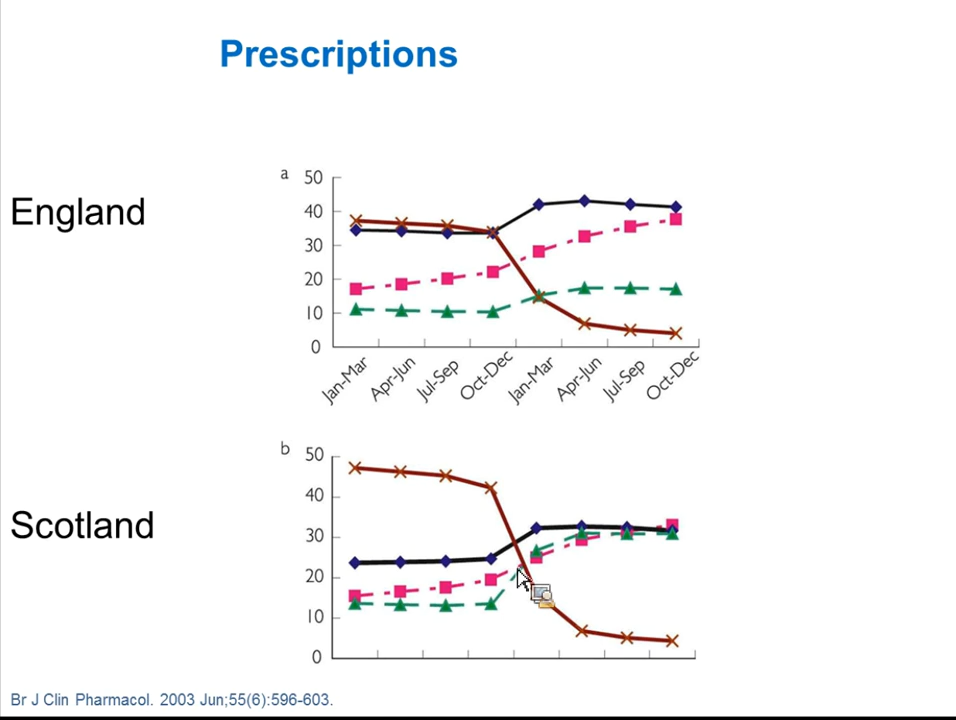 Prescriptions
England
a
50
40
30
20
10
0
Jan-Mar
Apr-Jun
Jul-Sep
Oct-Dec
Jan-Mar
Apr-Jun
Jul-Sep
Oct-Dec
Scotland
b
50
40
30
20
10
0
Br J Clin Pharmacol. 2003 Jun;55(6):596-603.